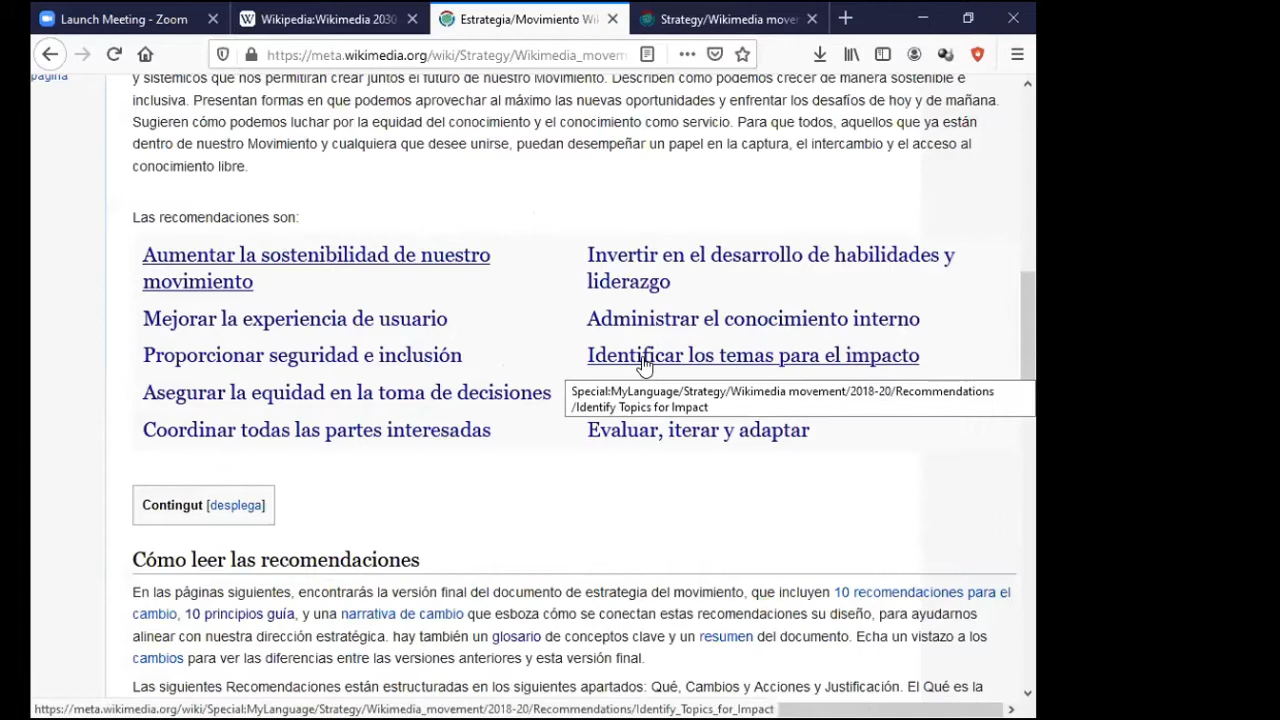 Launch Meeting - Zoom
Wikipedia:Wikimedia 2030
Estrategia/Movimiento Wi
Strategy/Wikimedia movem
https://meta.wikimedia.org/wiki/Strategy/Wikimedia_movem
página
y sistémicos que nos permitirán crear juntos el futuro de nuestro Movimiento. Describen cómo podemos crecer de manera sostenible e
inclusiva. Presentan formas en que podemos aprovechar al máximo las nuevas oportunidades y enfrentar los desafíos de hoy y de mañana.
Sugieren cómo podemos luchar por la equidad del conocimiento y el conocimiento como servicio. Para que todos, aquellos que ya están
dentro de nuestro Movimiento y cualquiera que desee unirse, puedan desempeñar un papel en la captura, el intercambio y el acceso al
conocimiento libre.
Las recomendaciones son:
Aumentar la sostenibilidad de nuestro
movimiento
Mejorar la experiencia de usuario
Proporcionar seguridad e inclusión
Asegurar la equidad en la toma de decisiones
Coordinar todas las partes interesadas
Invertir en el desarrollo de habilidades y
liderazgo
Administrar el conocimiento interno
Identificar los temas para el impacto
Special:MyLanguage/Strategy/Wikimedia movement/2018-20/Recommendations
/Identify Topics for Impact
Evaluar, iterar y adaptar
Contingut [desplega]
Cómo leer las recomendaciones
En las páginas siguientes, encontrarás la versión final del documento de estrategia del movimiento, que incluyen 10 recomendaciones para el
cambio, 10 principios guía, y una narrativa de cambio que esboza cómo se conectan estas recomendaciones su diseño, para ayudarnos
alinear con nuestra dirección estratégica. hay también un glosario de conceptos clave y un resumen del documento. Echa un vistazo a los
cambios para ver las diferencias entre las versiones anteriores y esta versión final.
Las siguientes Recomendaciones están estructuradas en los siguientes apartados: Qué, Cambios y Acciones y Justificación. El Qué es la
https://meta.wikimedia.org/wiki/Special:MyLanguage/Strategy/Wikimedia_movement/2018-20/Recommendations/Identify_Topics_for_Impact